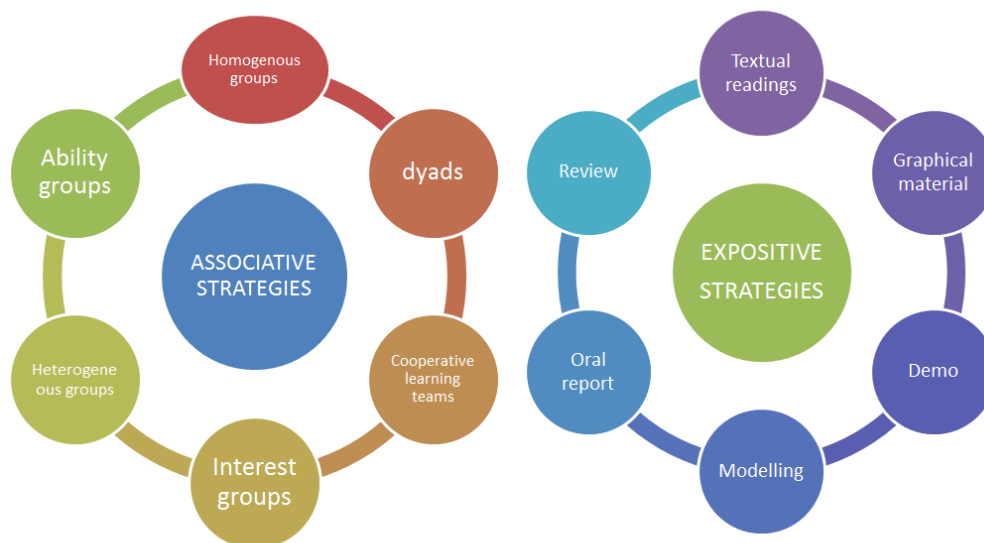 Homogenous
groups
dyads
Cooperative
learning
teams
Interest
groups
Heterogene
ous groups
Ability
groups
ASSOCIATIVE
STRATEGIES
Textual
readings
Graphical
material
Demo
Modelling
Oral
report
Review
EXPOSITIVE
STRATEGIES